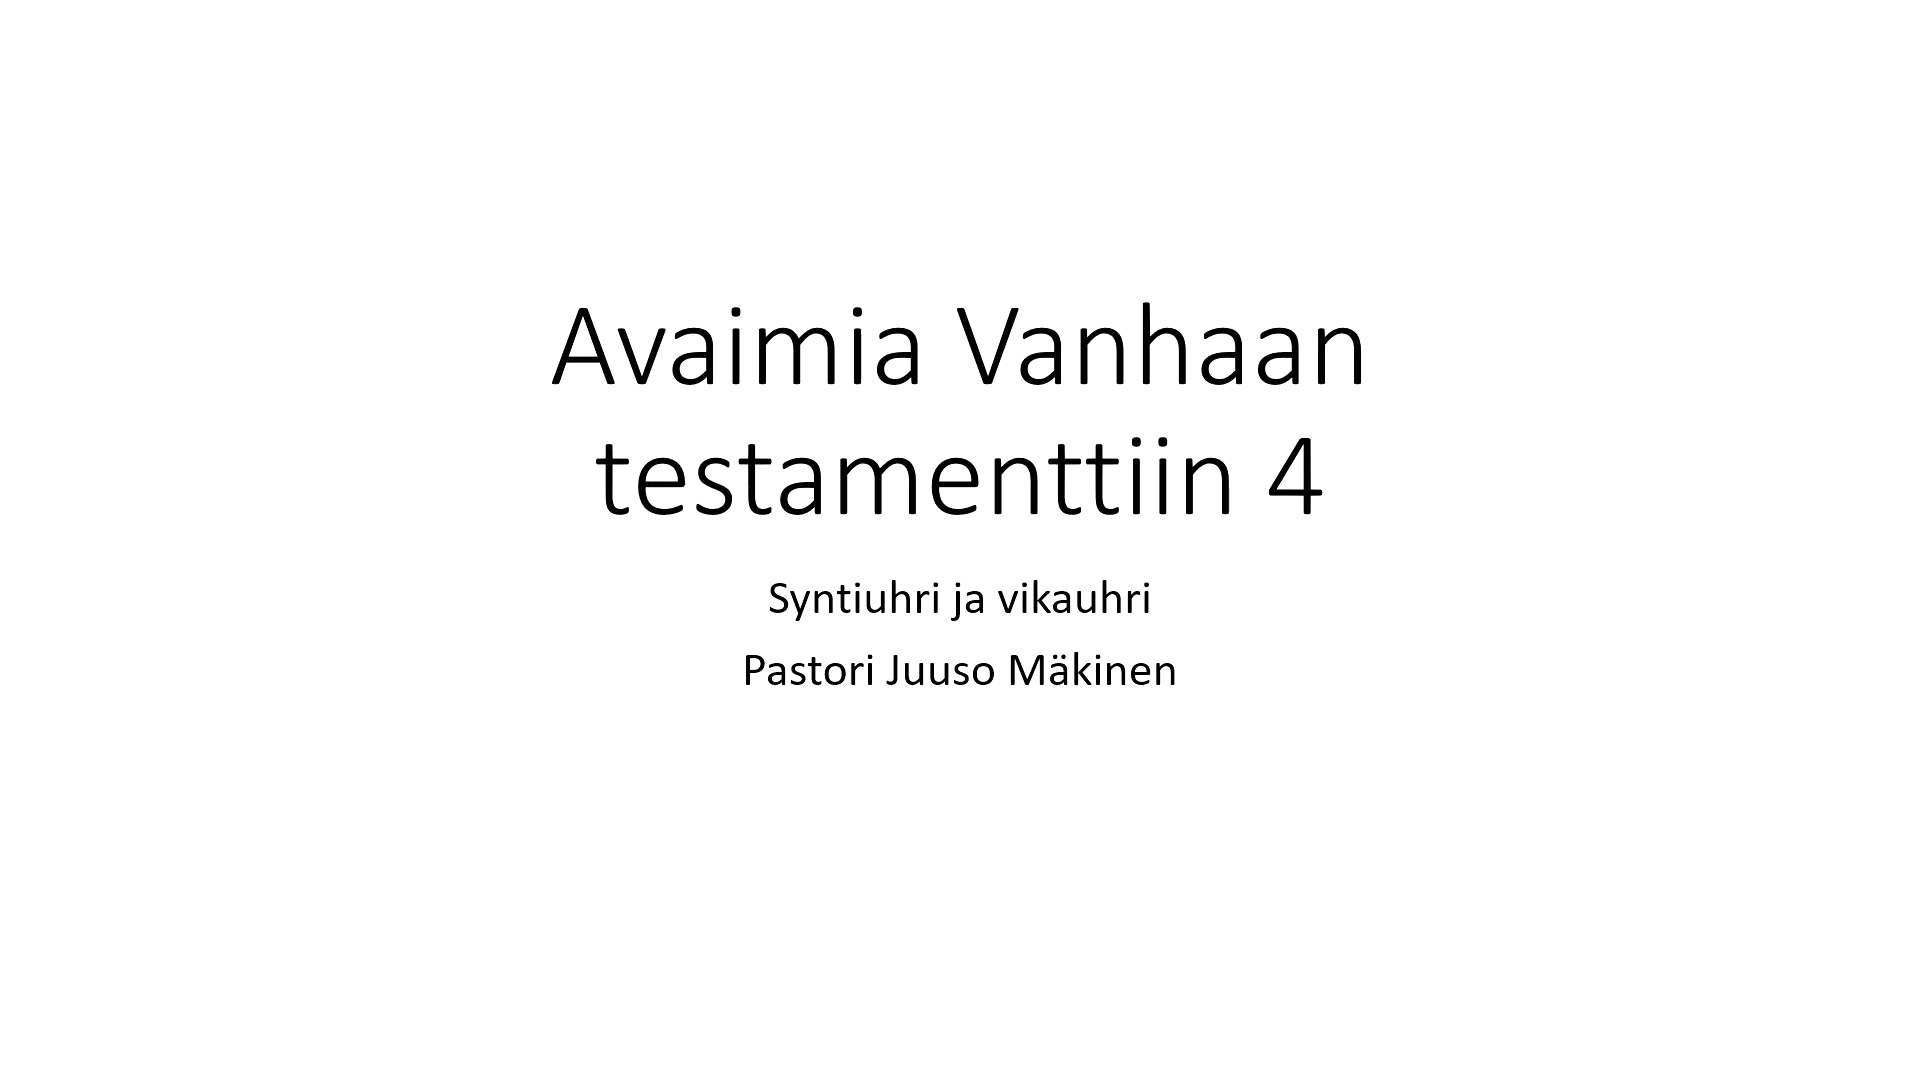 Avaimia Vanhaan
testamenttiin 4
Syntiuhri ja vikauhri
Pastori Juuso Mäkinen